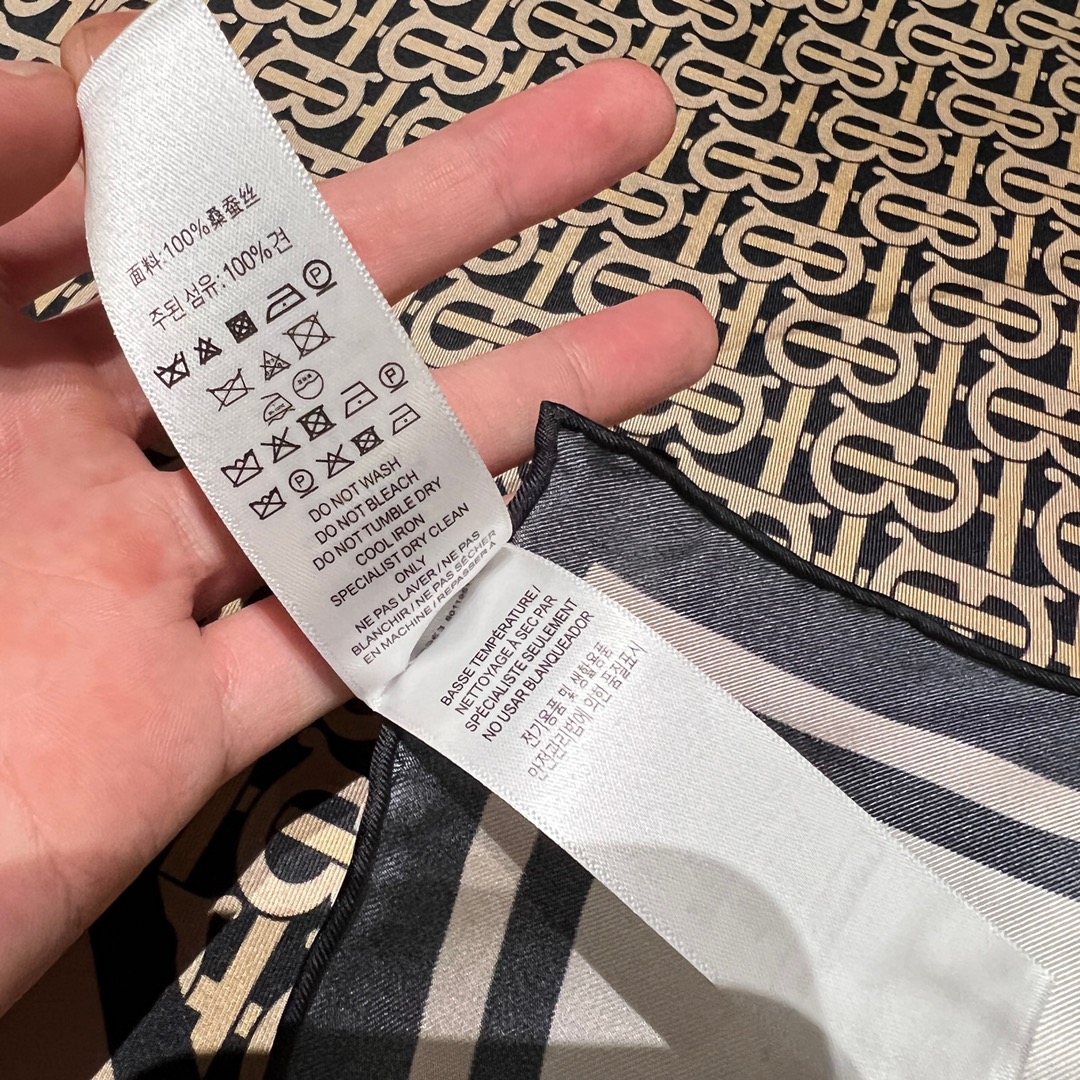 面料:100%桑蚕丝
주된 섬유: 100%견
DO NOT WASH
DO NOT BLEACH
DO NOT TUMBLE DRY
COOL IRON
SPECIALIST DRY CLEAN
ONLY
NE PAS LAVER / NE PAS
BLANCHIR / NE PAS SÉCHER
EN MACHINE / REPASSER À
BASSE TEMPÉRATURE /
NETTOYAGE À SEC PAR
SPÉCIALISTE SEULEMENT
NO USAR BLANQUEADOR
전기용품 및 생활용품
안전관리법에 의한 품질표시